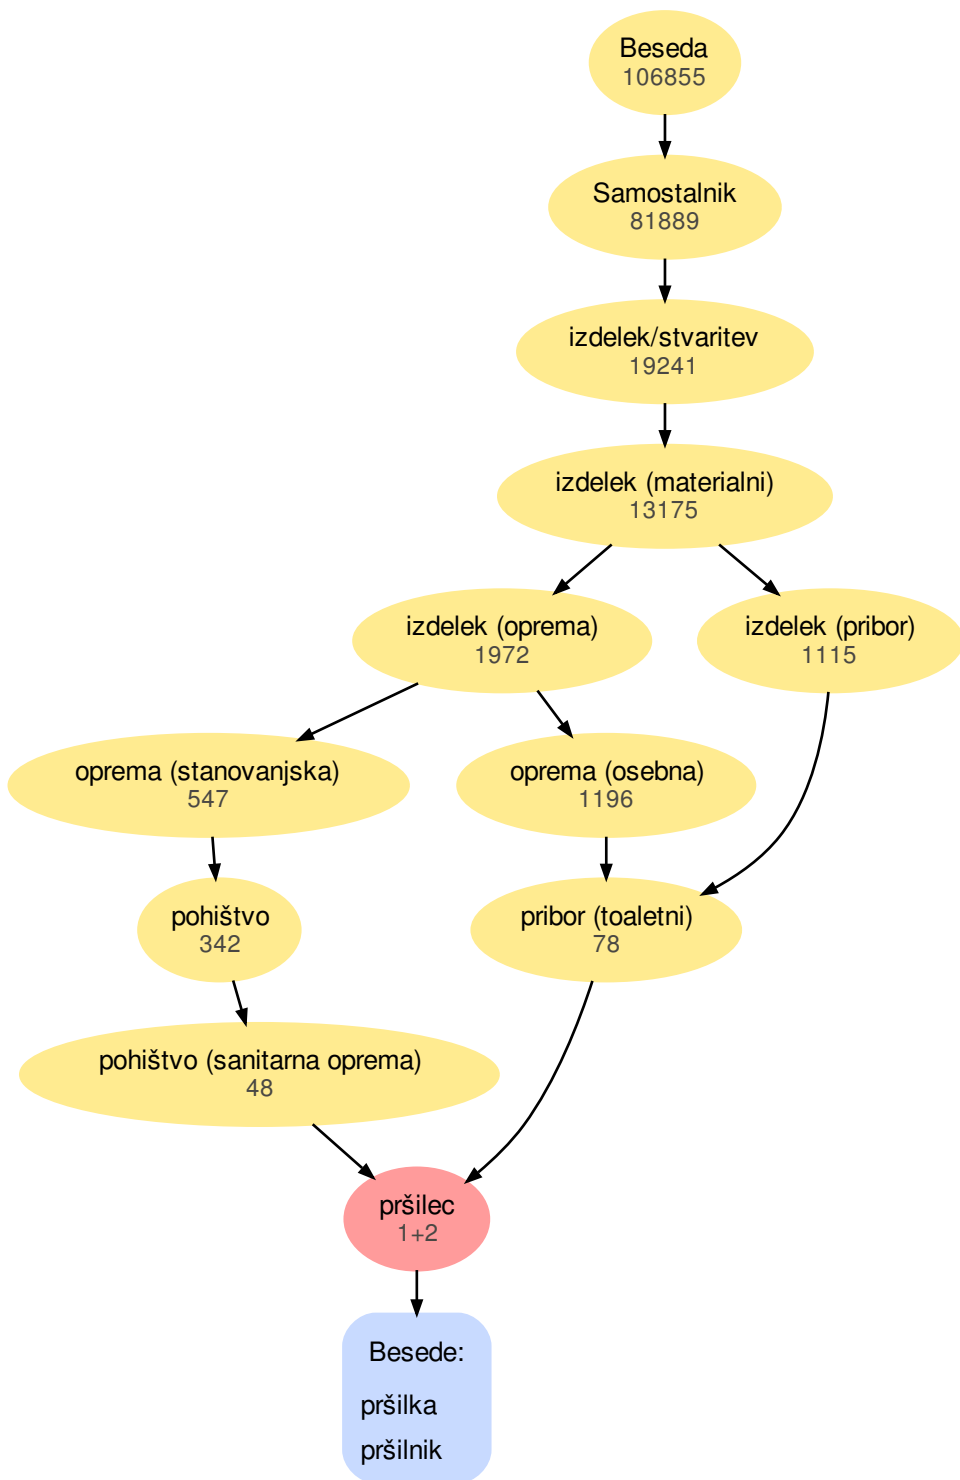 Beseda
106855
Samostalnik
81889
izdelek/stvaritev
19241
izdelek (materialni)
13175
izdelek (oprema)
1972
izdelek (pribor)
1115
oprema (stanovanjska)
547
oprema (osebna)
1196
pohištvo
342
pribor (toaletni)
78
pohištvo (sanitarna oprema)
48
pršilec
1+2
Besede:
pršilka
pršilnik